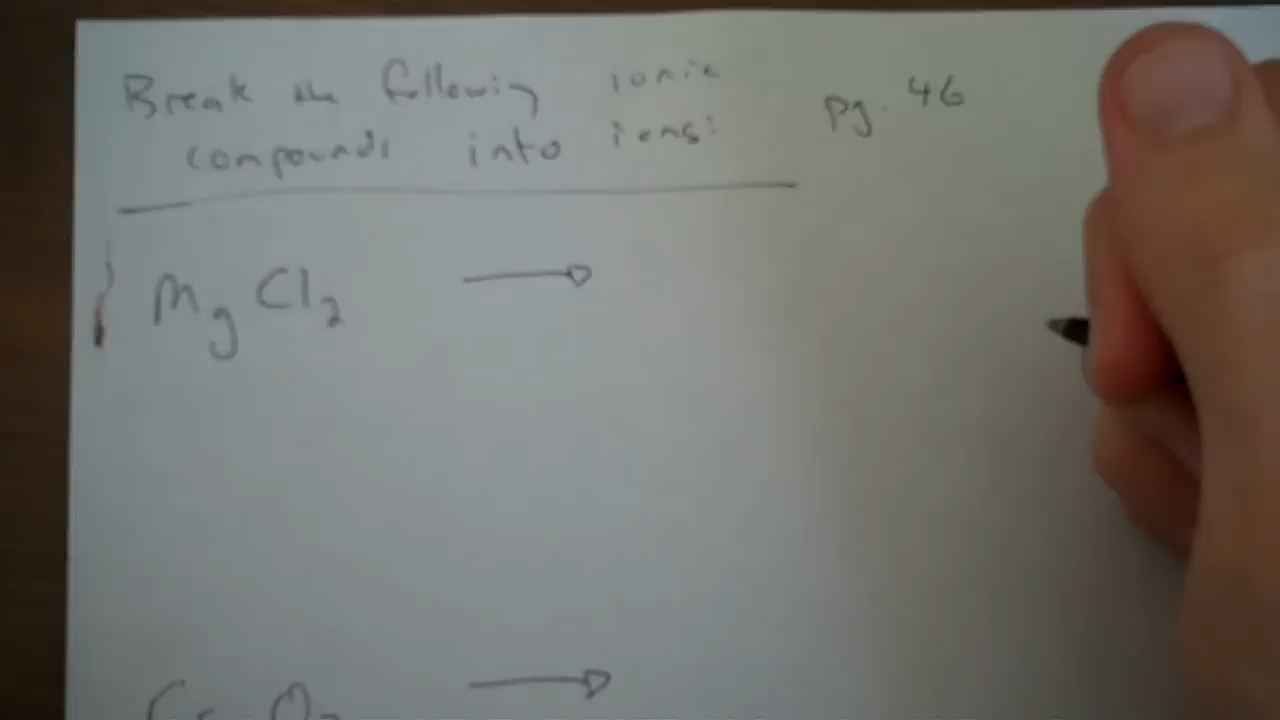 Break the following ionic pg. 46
compounds into ions:
MgCl₂ →
→